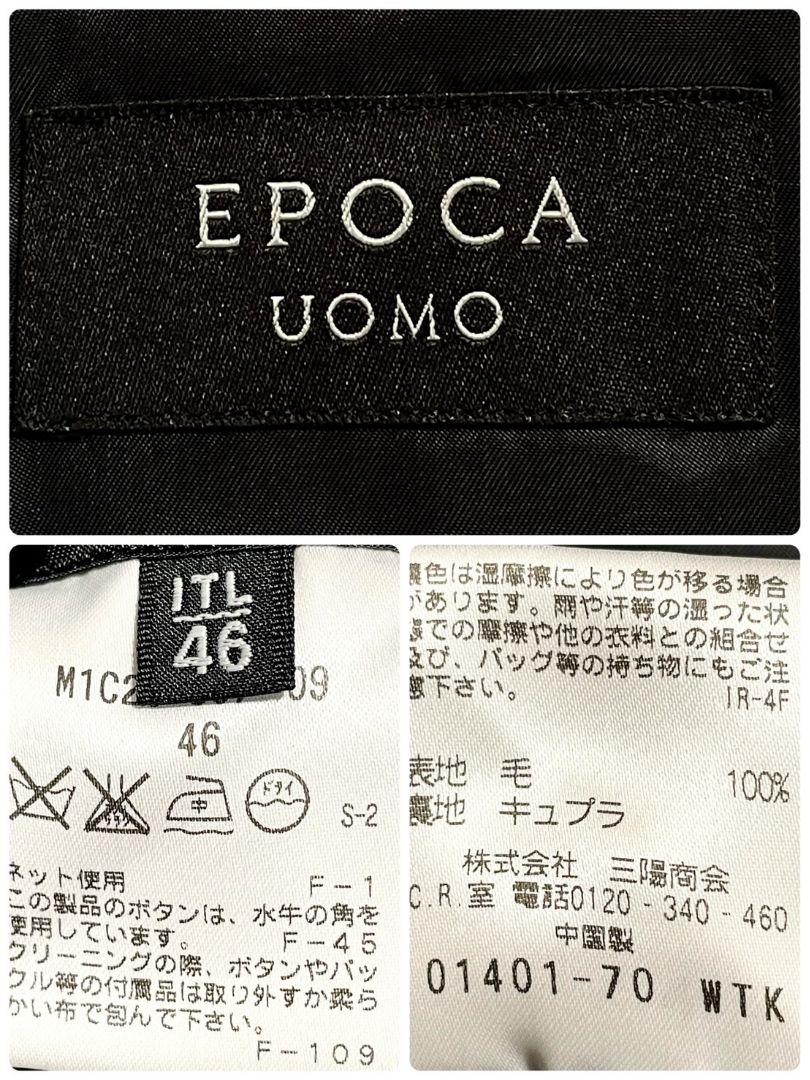 EPOCA
UOMO
ITL
46
M1C2 09
46
中 ドライ S-2
ネット使用 F-1
この製品のボタンは、水牛の角を
使用しています。 F-45
クリーニングの際、ボタンやバッ
クル等の付属品は取り外すか柔ら
かい布で包んで下さい。
F-109
濃色は湿摩擦により色が移る場合
があります。雨や汗等の湿った状
態での摩擦や他の衣料との組合せ
及び、バッグ等の持ち物にもご注
意下さい。 IR-4F
表地 毛 100%
裏地 キュプラ
株式会社 三陽商会
C.R.室 電話0120-340-460
中国製
01401-70 WTK